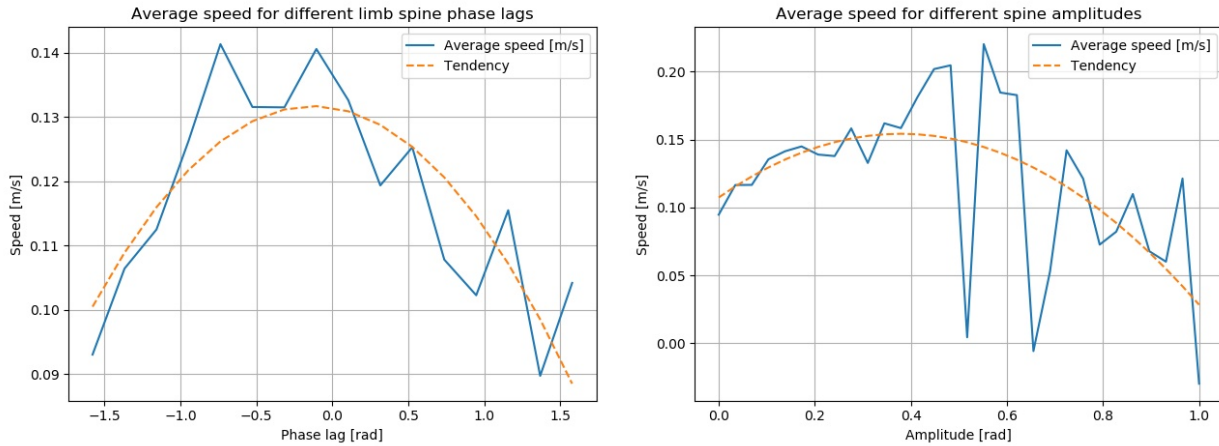 Average speed for different limb spine phase lags
Average speed [m/s]
Tendency
0.14
0.13
0.12
0.11
0.10
0.09
Speed [m/s]
−1.5
−1.0
−0.5
0.0
0.5
1.0
1.5
Phase lag [rad]
Average speed for different spine amplitudes
Average speed [m/s]
Tendency
0.20
0.15
0.10
0.05
0.00
Speed [m/s]
0.0
0.2
0.4
0.6
0.8
1.0
Amplitude [rad]